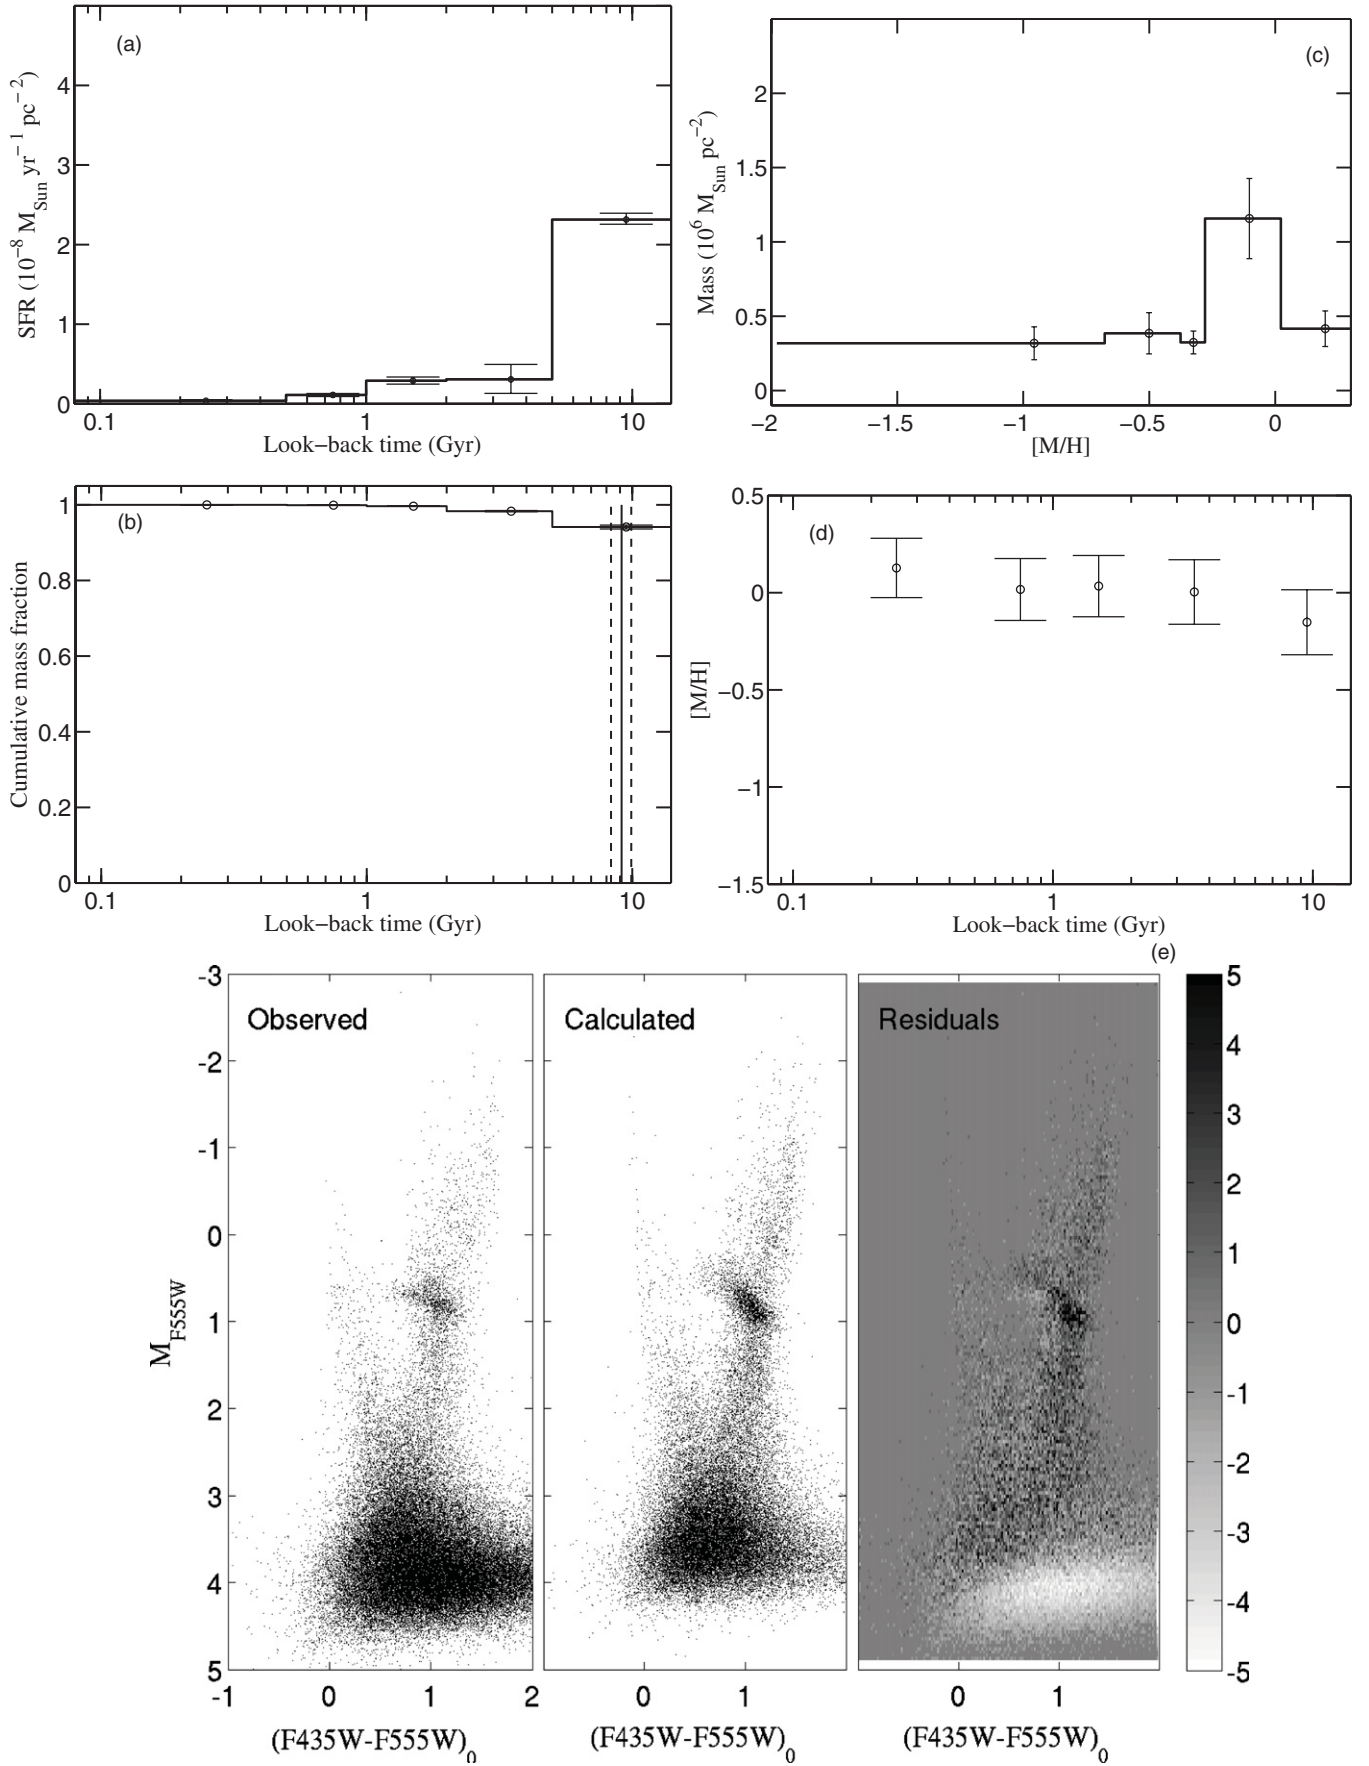 (a)
SFR (10−8 MSun yr−1 pc−2)
4
3
2
1
0
0.1 1 10
Look−back time (Gyr)
(c)
Mass (106 MSun pc−2)
2
1.5
1
0.5
0
−2 −1.5 −1 −0.5 0
[M/H]
(b)
Cumulative mass fraction
1
0.8
0.6
0.4
0.2
0
0.1 1 10
Look−back time (Gyr)
(d)
[M/H]
0.5
0
−0.5
−1
−1.5
0.1 1 10
Look−back time (Gyr)
(e)
Observed Calculated Residuals
MF555W
-3
-2
-1
0
1
2
3
4
5
-1 0 1 2
0 1
0 1
(F435W-F555W)0 (F435W-F555W)0 (F435W-F555W)0
5
4
3
2
1
0
-1
-2
-3
-4
-5